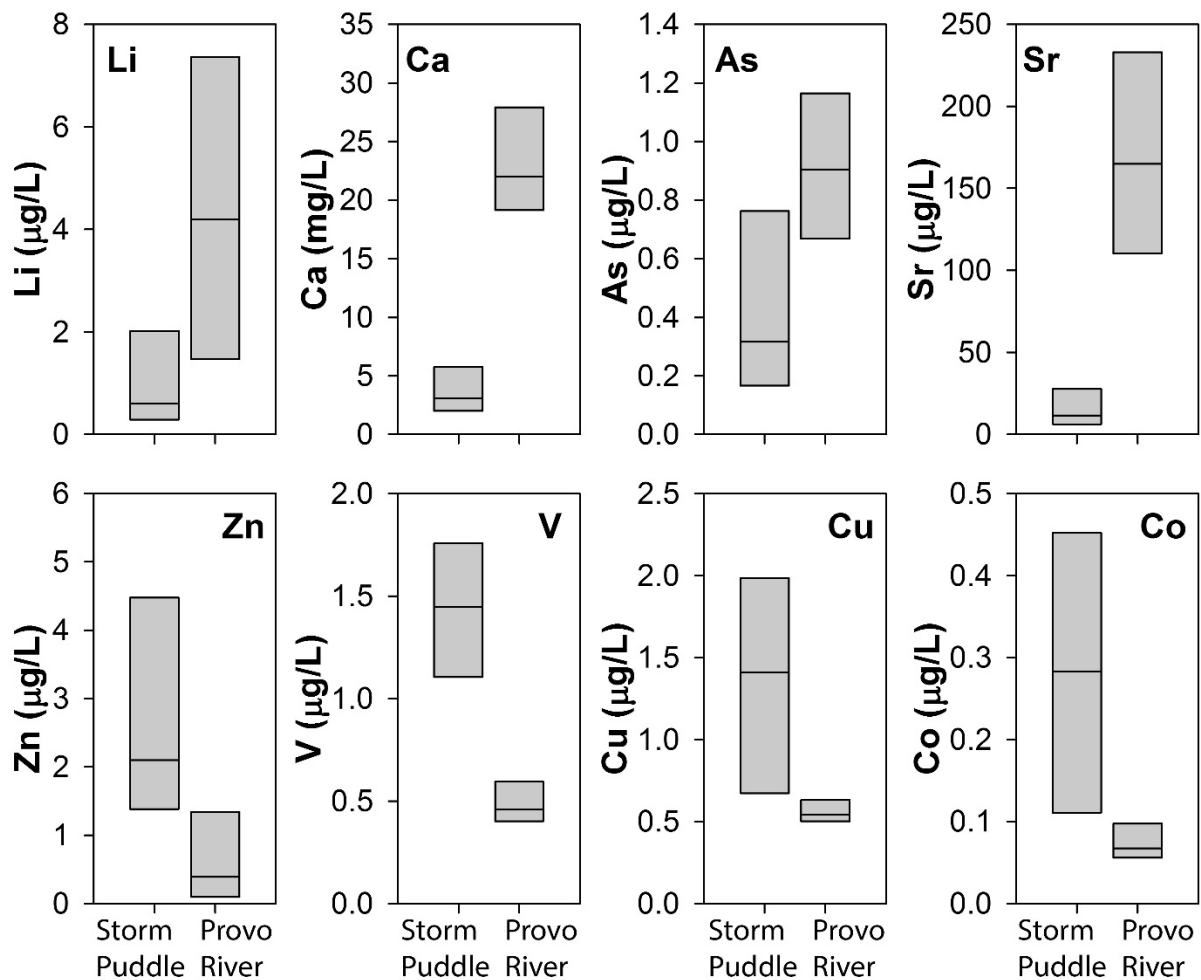 Li (μg/L)
8
6
4
2
0
Li
Ca (mg/L)
35
30
25
20
15
10
5
0
Ca
As (μg/L)
1.4
1.2
1.0
0.8
0.6
0.4
0.2
0.0
As
Sr (μg/L)
250
200
150
100
50
0
Sr
Zn (μg/L)
6
5
4
3
2
1
0
Zn
Storm Provo
Puddle River
V (μg/L)
2.0
1.5
1.0
0.5
0.0
V
Storm Provo
Puddle River
Cu (μg/L)
2.5
2.0
1.5
1.0
0.5
0.0
Cu
Storm Provo
Puddle River
Co (μg/L)
0.5
0.4
0.3
0.2
0.1
0.0
Co
Storm Provo
Puddle River